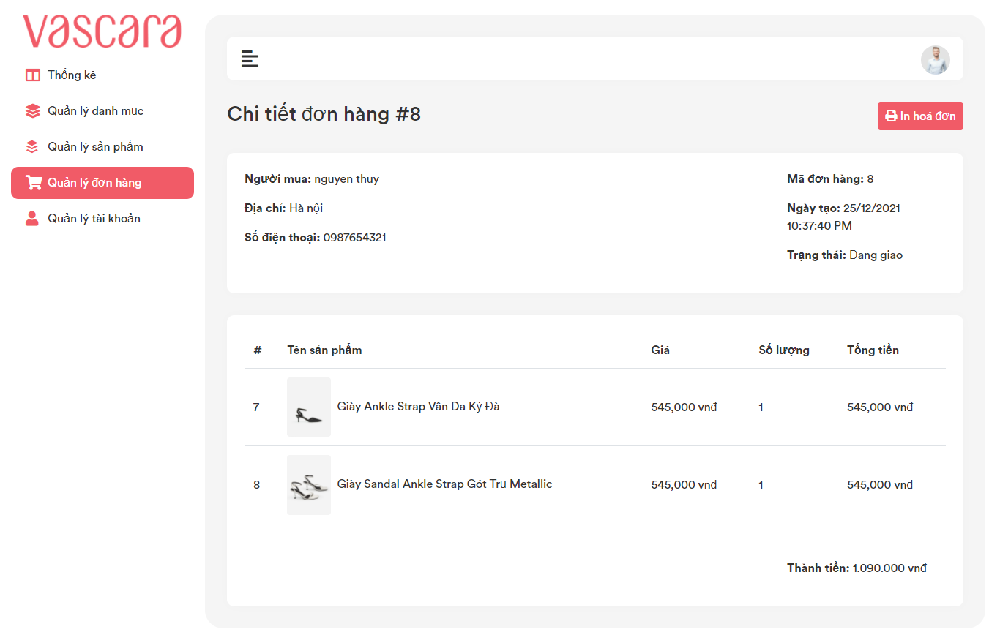 vascara
Thống kê
Quản lý danh mục
Quản lý sản phẩm
Quản lý đơn hàng
Quản lý tài khoản
Chi tiết đơn hàng #8
In hoá đơn
Người mua: nguyen thuy
Địa chỉ: Hà nội
Số điện thoại: 0987654321
Mã đơn hàng: 8
Ngày tạo: 25/12/2021
10:37:40 PM
Trạng thái: Đang giao
# Tên sản phẩm Giá Số lượng Tổng tiền
7 Giày Ankle Strap Vân Da Kỳ Đà 545,000 vnđ 1 545,000 vnđ
8 Giày Sandal Ankle Strap Gót Trụ Metallic 545,000 vnđ 1 545,000 vnđ
Thành tiền: 1.090.000 vnđ